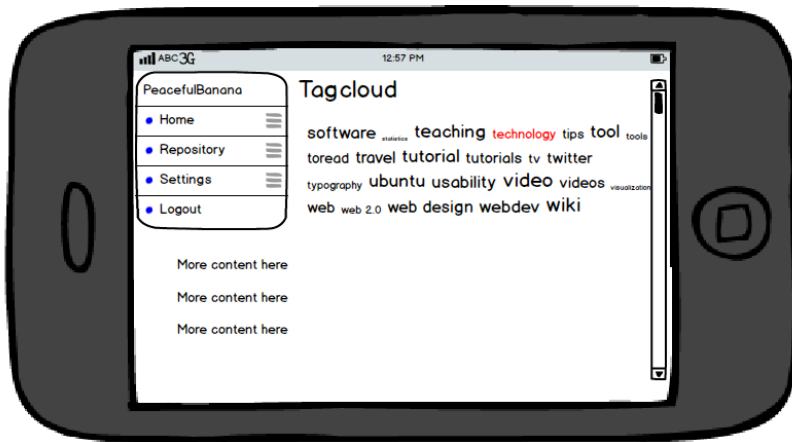 ABC 3G 12:57 PM
PeacefulBanana
Home
Repository
Settings
Logout
More content here
More content here
More content here
Tagcloud
software statistics teaching technology tips tool tools
toread travel tutorial tutorials tv twitter
typography ubuntu usability video videos visualization
web web 2.0 web design webdev wiki